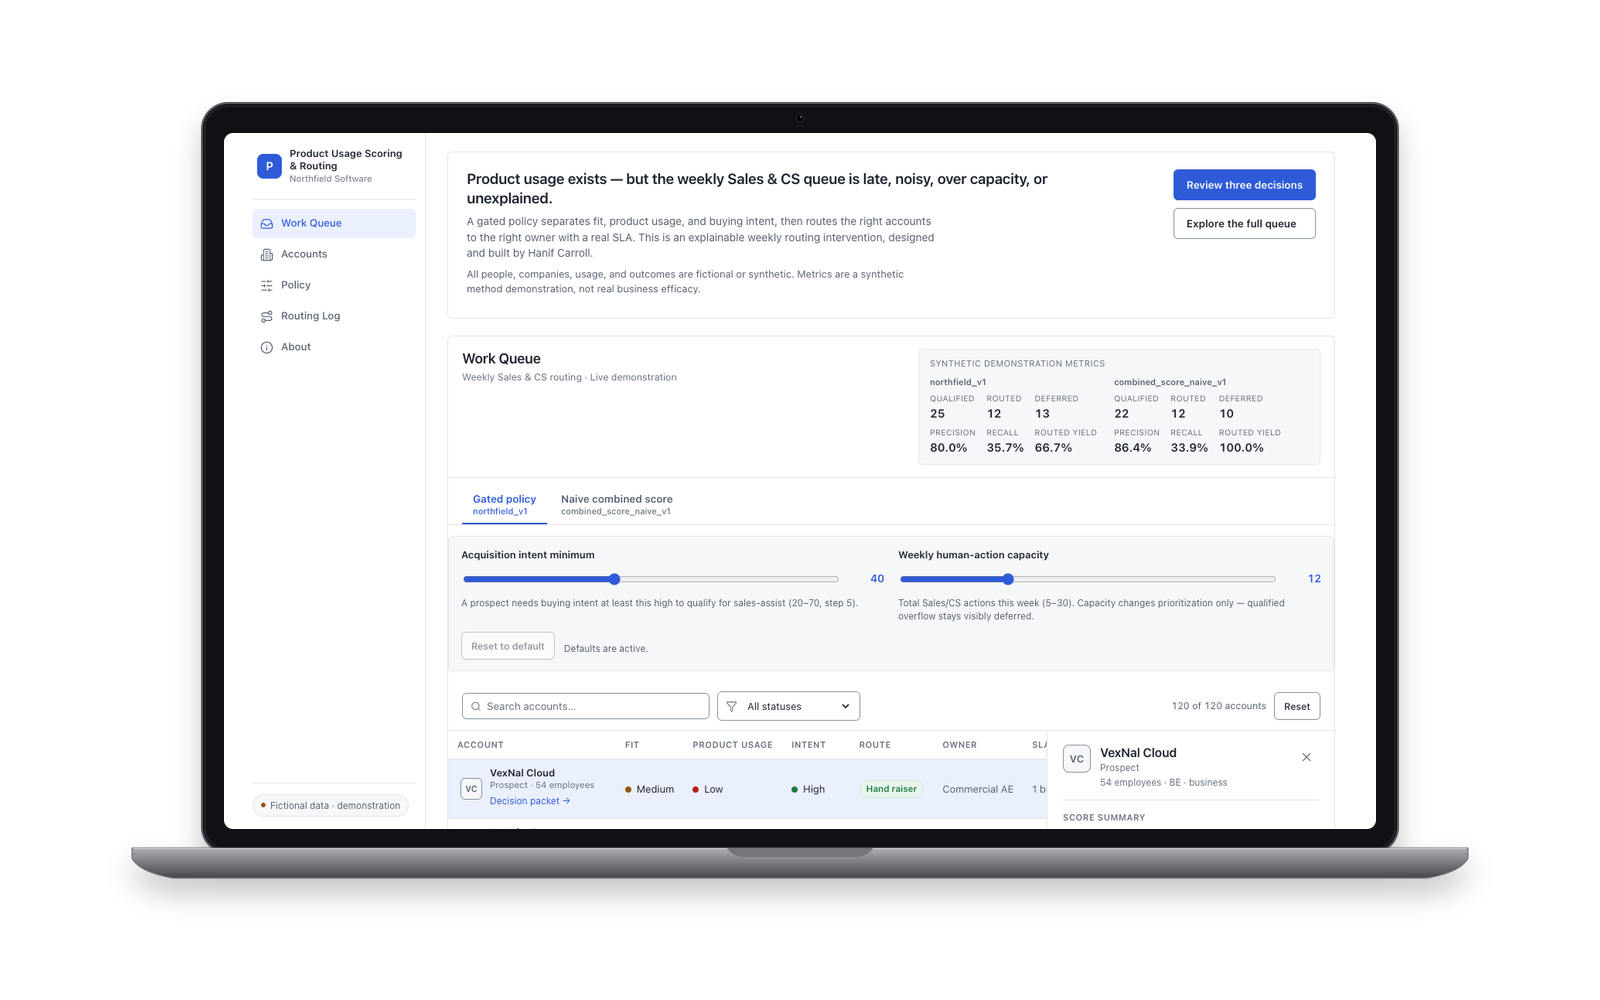 P
Product Usage Scoring
& Routing
Northfield Software
Work Queue
Accounts
Policy
Routing Log
About
Fictional data · demonstration
Product usage exists — but the weekly Sales & CS queue is late, noisy, over capacity, or
unexplained.
A gated policy separates fit, product usage, and buying intent, then routes the right accounts
to the right owner with a real SLA. This is an explainable weekly routing intervention, designed
and built by Hanif Carroll.
All people, companies, usage, and outcomes are fictional or synthetic. Metrics are a synthetic
method demonstration, not real business efficacy.
Review three decisions
Explore the full queue
Work Queue
Weekly Sales & CS routing · Live demonstration
SYNTHETIC DEMONSTRATION METRICS
northfield_v1
QUALIFIED ROUTED DEFERRED
25 12 13
PRECISION RECALL ROUTED YIELD
80.0% 35.7% 66.7%
combined_score_naive_v1
QUALIFIED ROUTED DEFERRED
22 12 10
PRECISION RECALL ROUTED YIELD
86.4% 33.9% 100.0%
Gated policy
northfield_v1
Naive combined score
combined_score_naive_v1
Acquisition intent minimum
40
A prospect needs buying intent at least this high to qualify for sales-assist (20–70, step 5).
Weekly human-action capacity
12
Total Sales/CS actions this week (5–30). Capacity changes prioritization only — qualified
overflow stays visibly deferred.
Reset to default
Defaults are active.
Search accounts...
All statuses
120 of 120 accounts
Reset
ACCOUNT FIT PRODUCT USAGE INTENT ROUTE OWNER SLA
VC
VexNal Cloud
Prospect · 54 employees
Decision packet →
Medium Low High Hand raiser Commercial AE 1 b
VC
VexNal Cloud
Prospect
54 employees · BE · business
SCORE SUMMARY